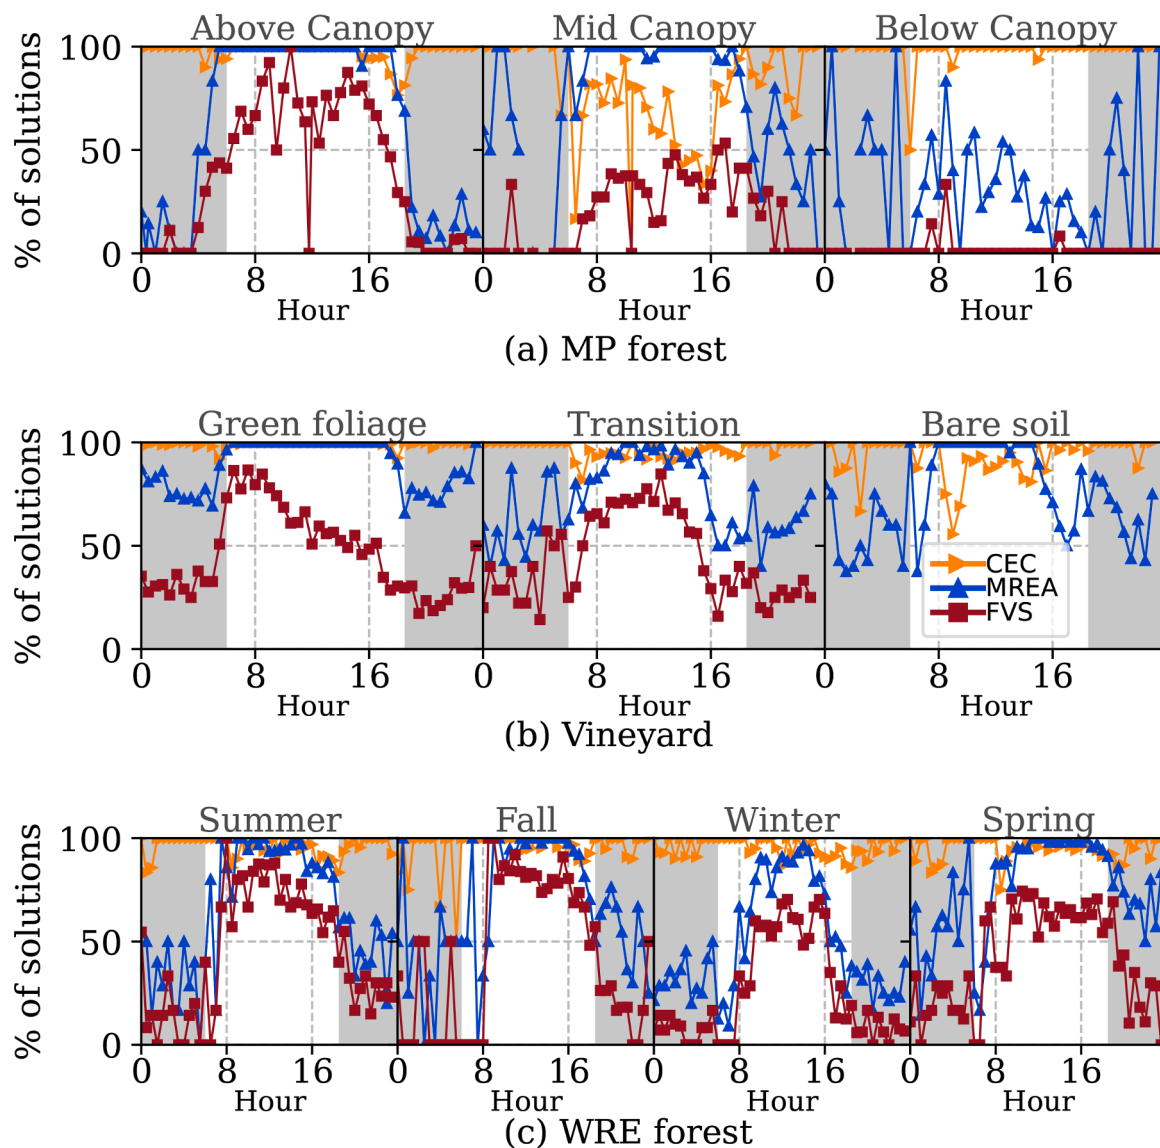 Above Canopy Mid Canopy Below Canopy
% of solutions
100
50
0
0 8 16 0 8 16 0 8 16
Hour Hour Hour
(a) MP forest
Green foliage Transition Bare soil
% of solutions
100
50
0
CEC
MREA
FVS
0 8 16 0 8 16 0 8 16
Hour Hour Hour
(b) Vineyard
Summer Fall Winter Spring
% of solutions
100
50
0
0 8 16 0 8 16 0 8 16 0 8 16
Hour Hour Hour Hour
(c) WRE forest